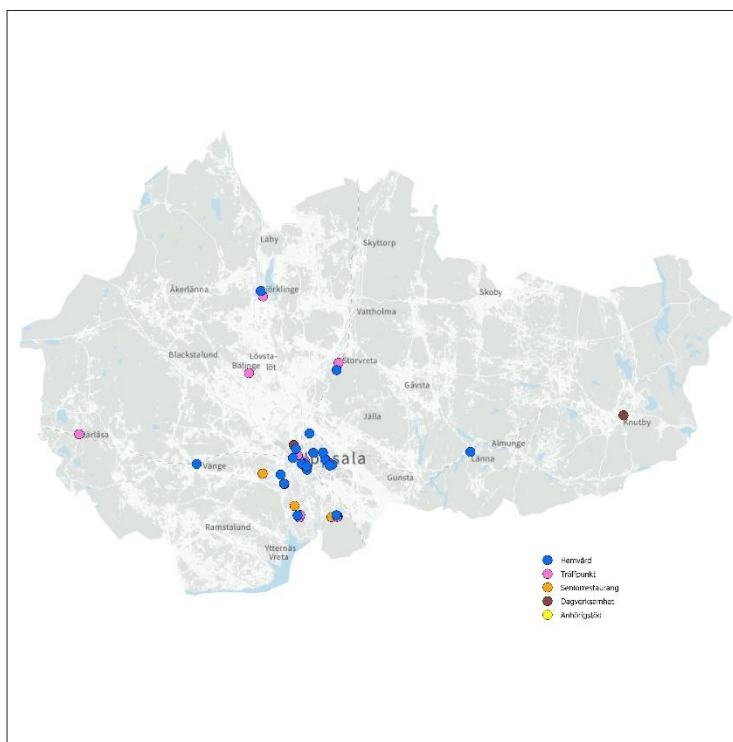 Läby
Skyttorp
Åkerlänna
Skoby
Vattholma
Blackstalund
Lövsta-
löt
Bälinge
Storvreta
Gåvsta
Jälla
Knutby
Almunge
Länna
Vänge
Gunsta
Ramstalund
Ytternäs
Vreta
Hemvård
Träffpunkt
Seniorrestaurang
Dagverksamhet
Anhörigstöd